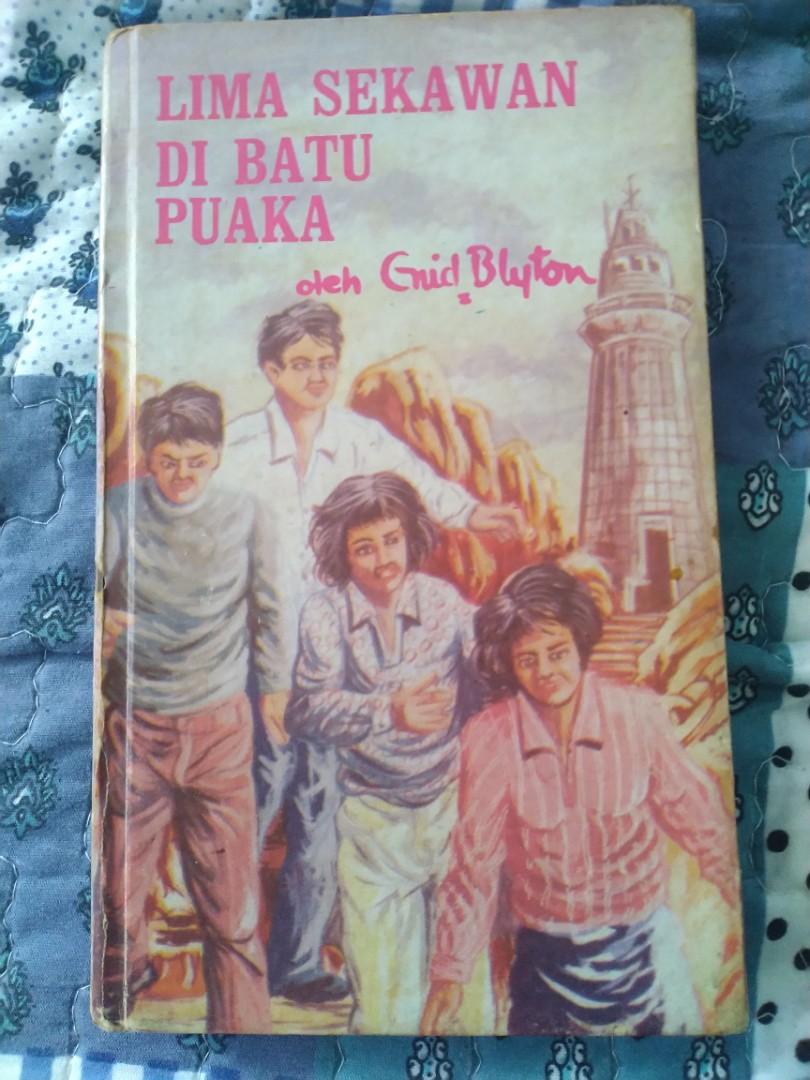 LIMA SEKAWAN
DI BATU
PUAKA
oleh Enid Blyton